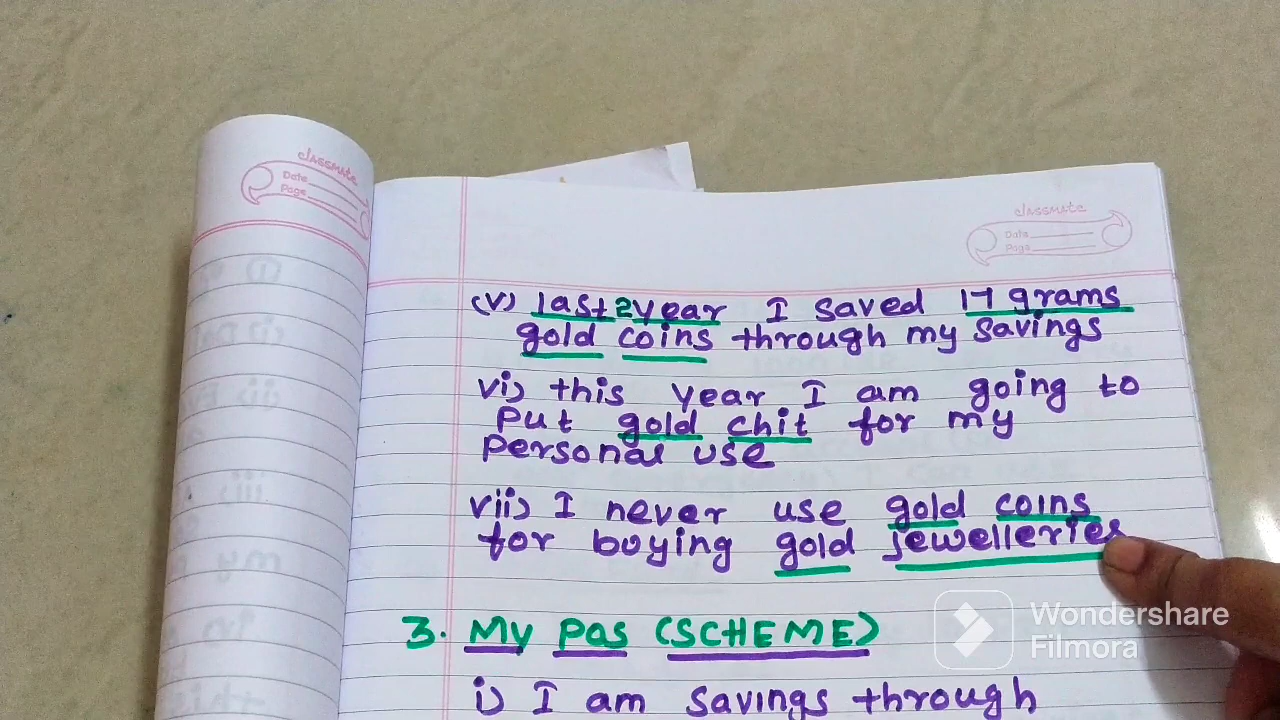 classmate
Date
Page
classmate
Date
Page
(v) last 2 year I saved 17 grams
gold coins through my savings
vi) this year I am going to
put gold chit for my
personal use
vii) I never use gold coins
for buying gold jewelleries
3. My pos (SCHEME)
i) I am savings through
Wondershare
Filmora